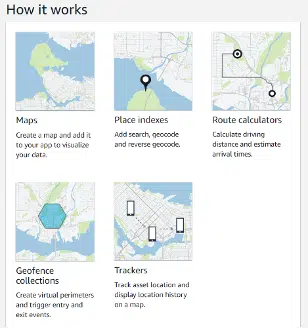 How it works
Maps
Create a map and add it
to your app to visualize
your data.
Place indexes
Add search, geocode
and reverse geocode.
Route calculators
Calculate driving
distance and estimate
arrival times.
Geofence
collections
Create virtual perimeters
and trigger entry and
exit events.
Trackers
Track asset location and
display location history
on a map.